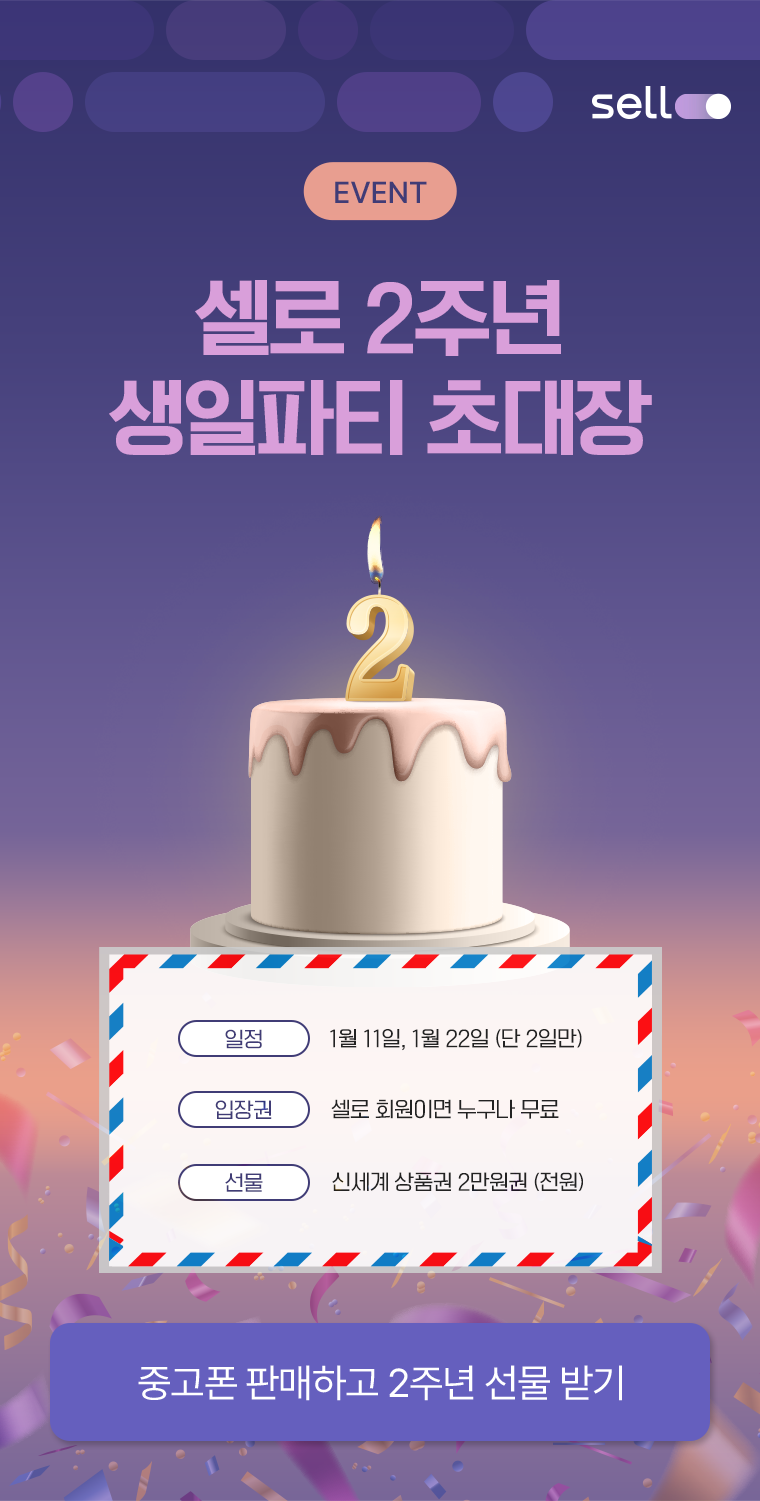 sell
EVENT
셀로 2주년
생일파티 초대장
2
일정 1월 11일, 1월 22일 (단 2일만)
입장권 셀로 회원이면 누구나 무료
선물 신세계 상품권 2만원권 (전원)
중고폰 판매하고 2주년 선물 받기